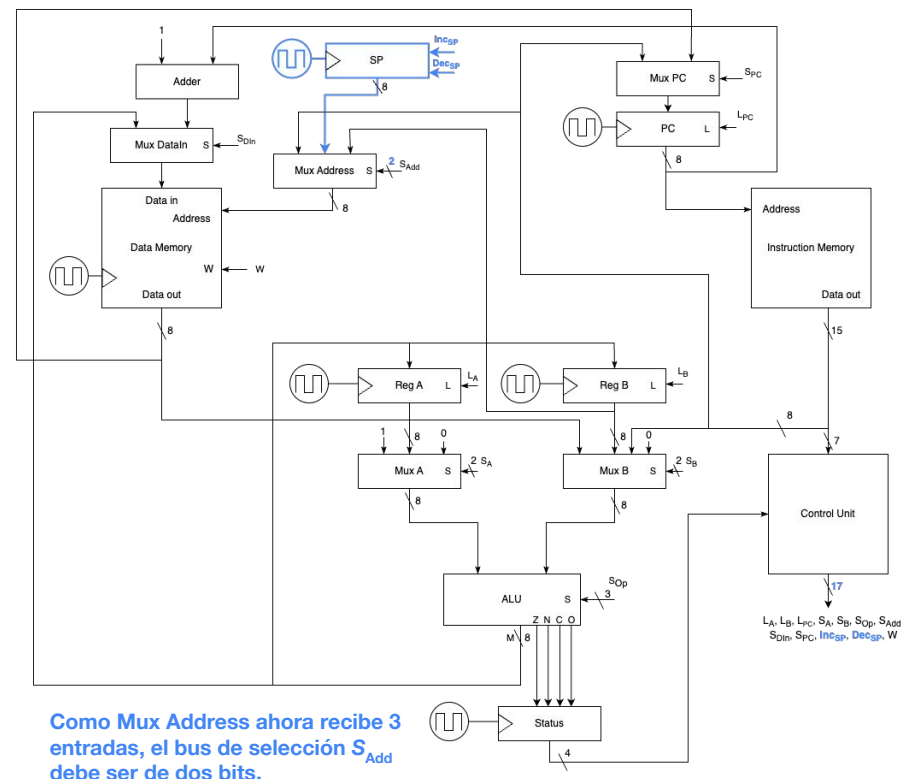 1
Inc_SP
SP
Dec_SP
8
Adder
Mux PC S
S_PC
L_PC
PC L
8
Mux DataIn S
S_DIn
Mux Address S
2 S_Add
8
Data in
Address
Data Memory
W
W
Data out
8
Address
Instruction Memory
Data out
15
Reg A L
L_A
Reg B L
L_B
8
7
1
8
0
8
0
Mux A S
2 S_A
Mux B S
2 S_B
8
8
Control Unit
17
S_Op
ALU S
3
Z N C O
M
8
L_A, L_B, L_PC, S_A, S_B, S_Op, S_Add
S_DIn, S_PC, Inc_SP, Dec_SP, W
Status
4
Como Mux Address ahora recibe 3
entradas, el bus de selección S_Add
debe ser de dos bits.